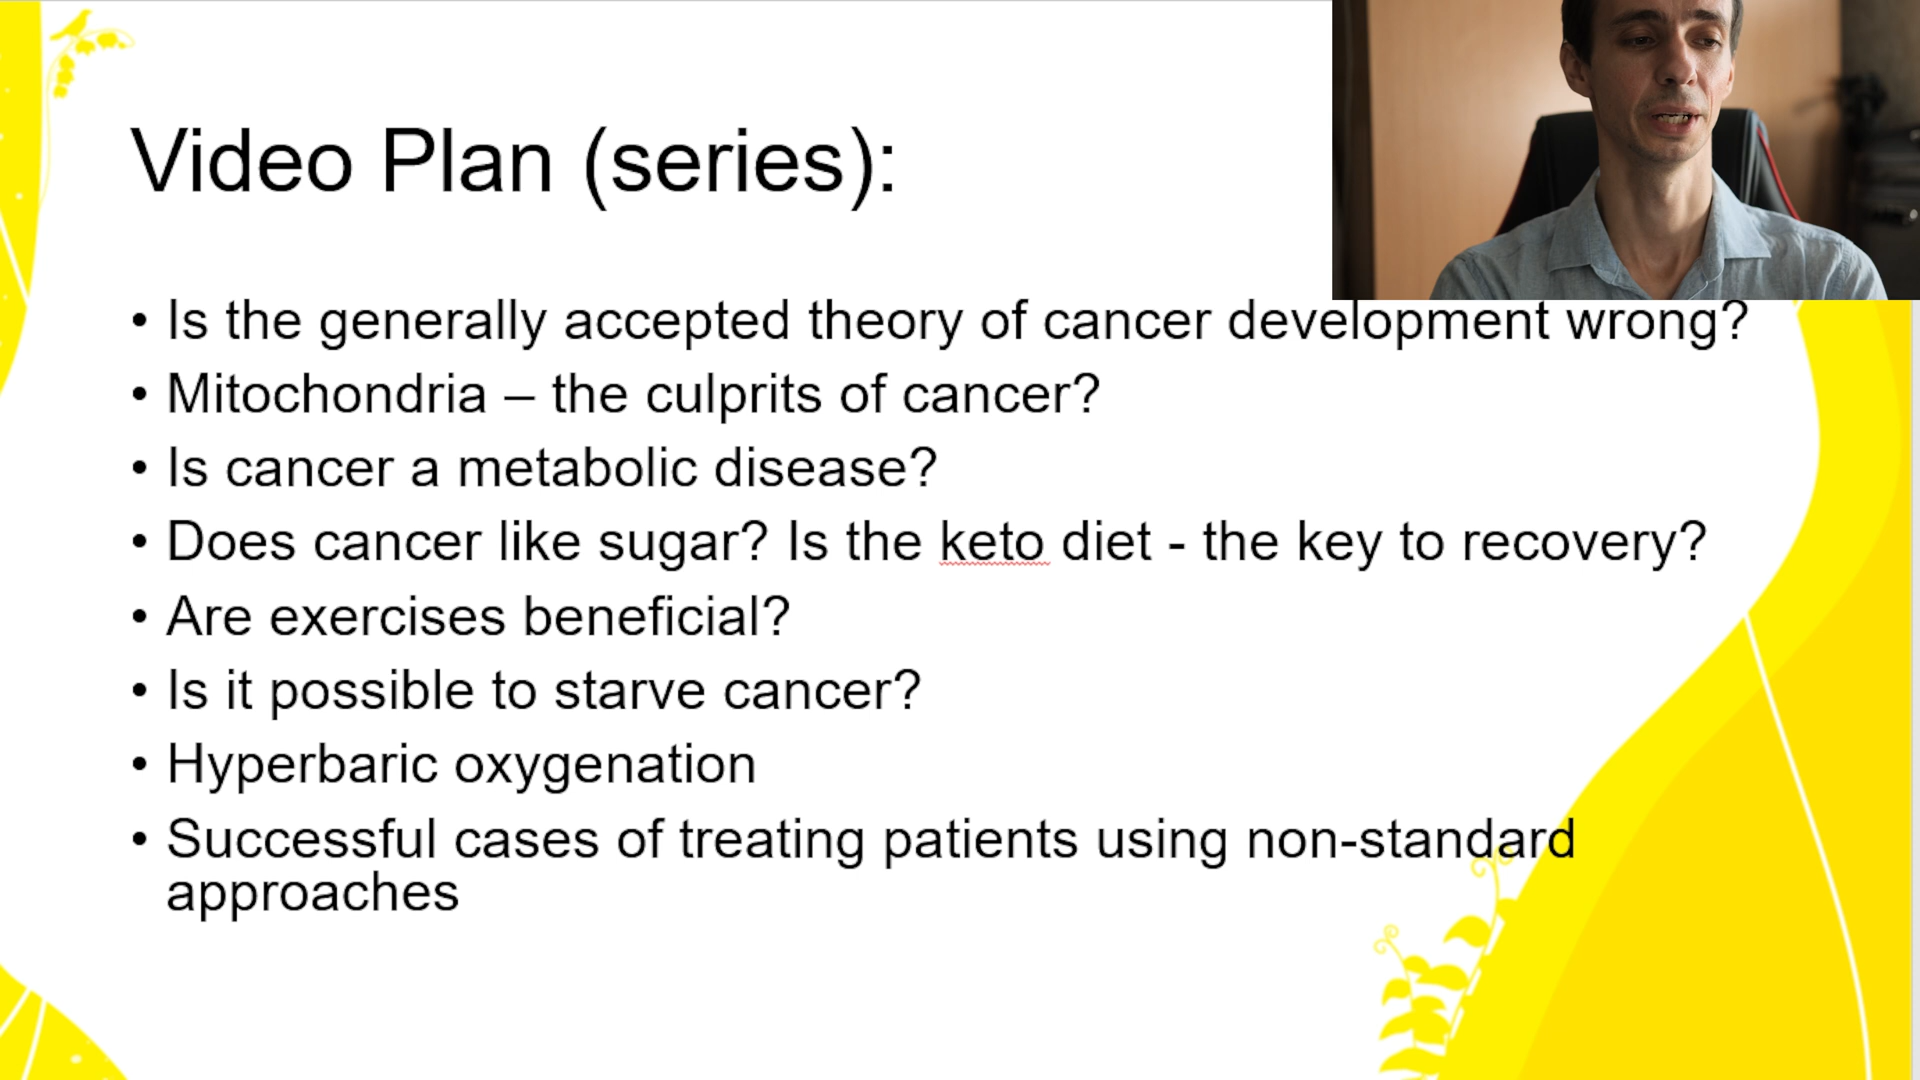 Video Plan (series):
• Is the generally accepted theory of cancer development wrong?
• Mitochondria – the culprits of cancer?
• Is cancer a metabolic disease?
• Does cancer like sugar? Is the keto diet - the key to recovery?
• Are exercises beneficial?
• Is it possible to starve cancer?
• Hyperbaric oxygenation
• Successful cases of treating patients using non-standard
approaches